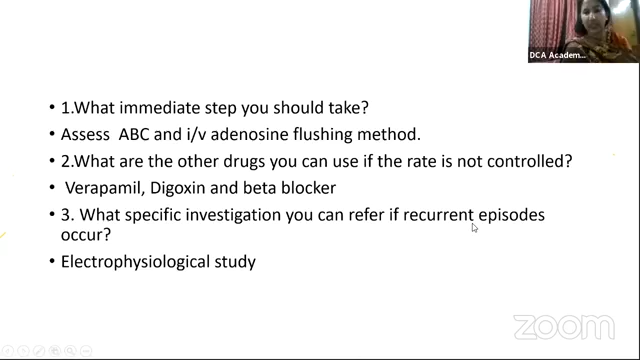 DCA Academ...
• 1.What immediate step you should take?
• Assess ABC and i/v adenosine flushing method.
• 2.What are the other drugs you can use if the rate is not controlled?
• Verapamil, Digoxin and beta blocker
• 3. What specific investigation you can refer if recurrent episodes
occur?
• Electrophysiological study
zoom